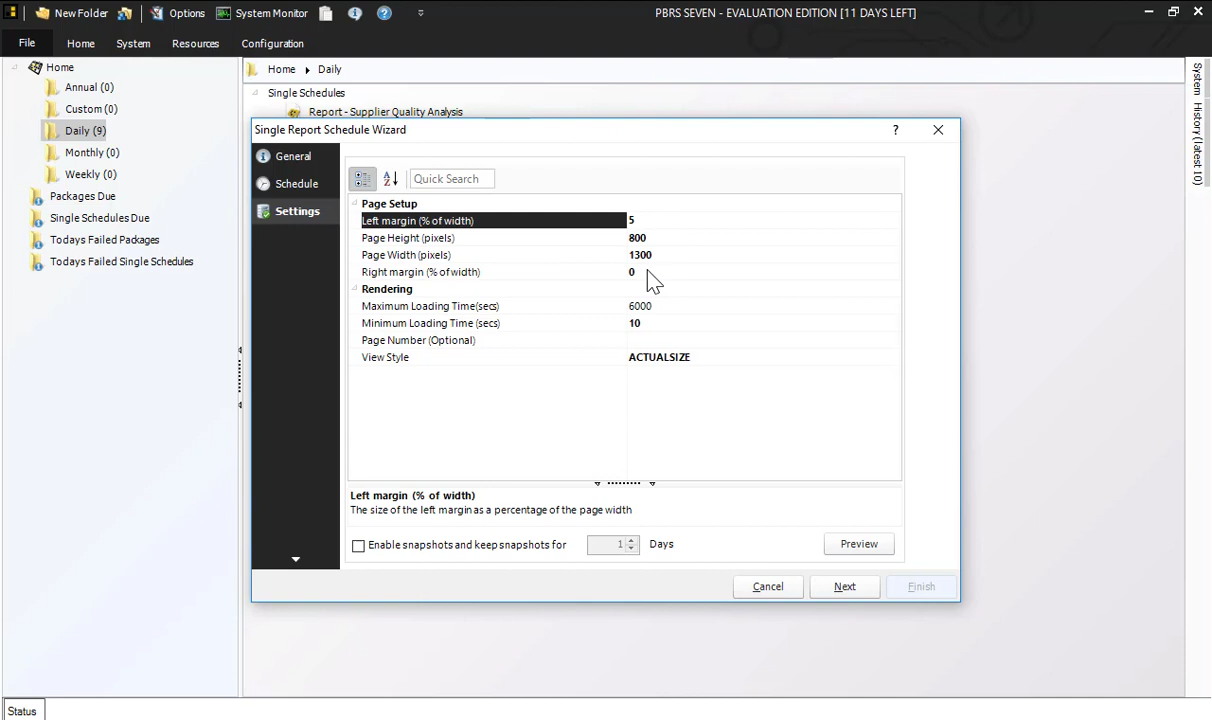 New Folder Options System Monitor PBRS SEVEN - EVALUATION EDITION [11 DAYS LEFT]
File Home System Resources Configuration
Home
Annual (0)
Custom (0)
Daily (9)
Monthly (0)
Weekly (0)
Packages Due
Single Schedules Due
Todays Failed Packages
Todays Failed Single Schedules
Home Daily
Single Schedules
Report - Supplier Quality Analysis
Single Report Schedule Wizard ?
General
Schedule
Settings
A Z Quick Search
Page Setup
Left margin (% of width) 5
Page Height (pixels) 800
Page Width (pixels) 1300
Right margin (% of width) 0
Rendering
Maximum Loading Time(secs) 6000
Minimum Loading Time (secs) 10
Page Number (Optional)
View Style ACTUALSIZE
Left margin (% of width)
The size of the left margin as a percentage of the page width
Enable snapshots and keep snapshots for 1 Days Preview
Cancel Next Finish
System History (latest 10)
Status